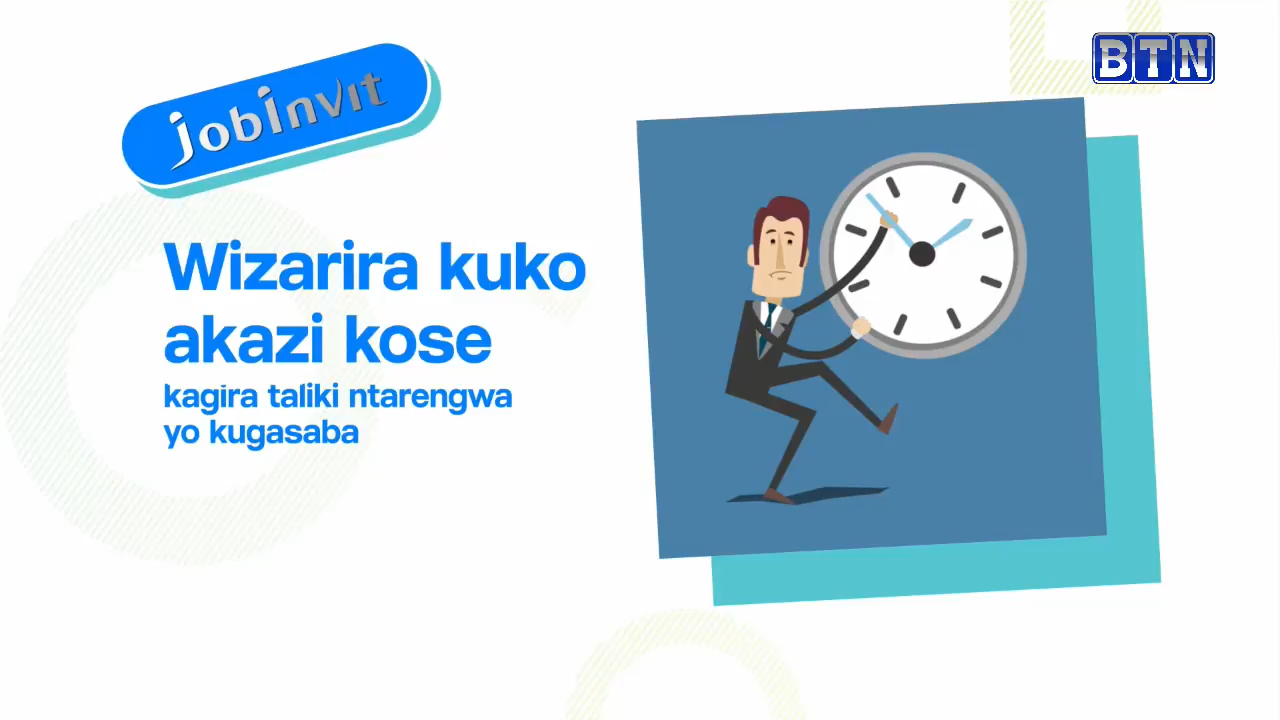 jobinvit
BTN
Wizarira kuko
akazi kose
kagira taliki ntarengwa
yo kugasaba